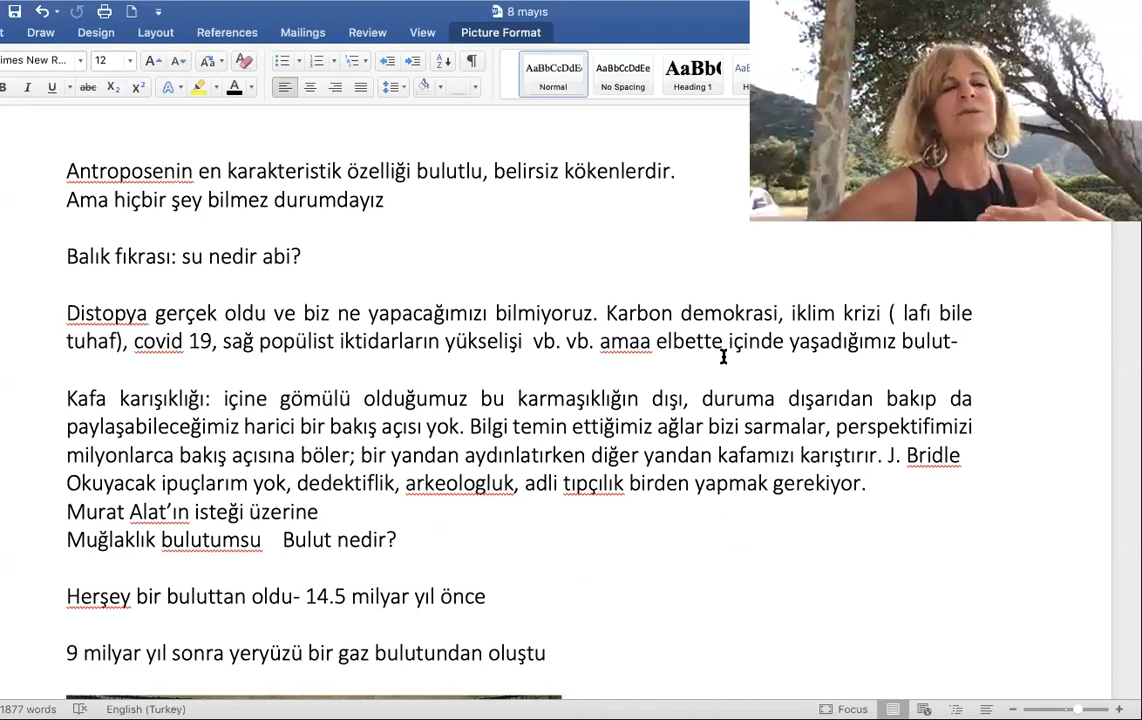 8 mayıs
Draw Design Layout References Mailings Review View Picture Format
imes New R... 12 A A Aa
I U abc X₂ X² A A
AaBbCcDdEe AaBbCcDdEe AaBbC AaB
Normal No Spacing Heading 1 H
Antroposenin en karakteristik özelliği bulutlu, belirsiz kökenlerdir.
Ama hiçbir şey bilmez durumdayız
Balık fıkrası: su nedir abi?
Distopya gerçek oldu ve biz ne yapacağımızı bilmiyoruz. Karbon demokrasi, iklim krizi ( lafı bile
tuhaf), covid 19, sağ popülist iktidarların yükselişi vb. vb. amaa elbette içinde yaşadığımız bulut-
Kafa karışıklığı: içine gömülü olduğumuz bu karmaşıklığın dışı, duruma dışarıdan bakıp da
paylaşabileceğimiz harici bir bakış açısı yok. Bilgi temin ettiğimiz ağlar bizi sarmalar, perspektifimizi
milyonlarca bakış açısına böler; bir yandan aydınlatırken diğer yandan kafamızı karıştırır. J. Bridle
Okuyacak ipuçlarım yok, dedektiflik, arkeologluk, adli tıpçılık birden yapmak gerekiyor.
Murat Alat’ın isteği üzerine
Muğlaklık bulutumsu Bulut nedir?
Herşey bir buluttan oldu- 14.5 milyar yıl önce
9 milyar yıl sonra yeryüzü bir gaz bulutundan oluştu
1877 words English (Turkey) Focus